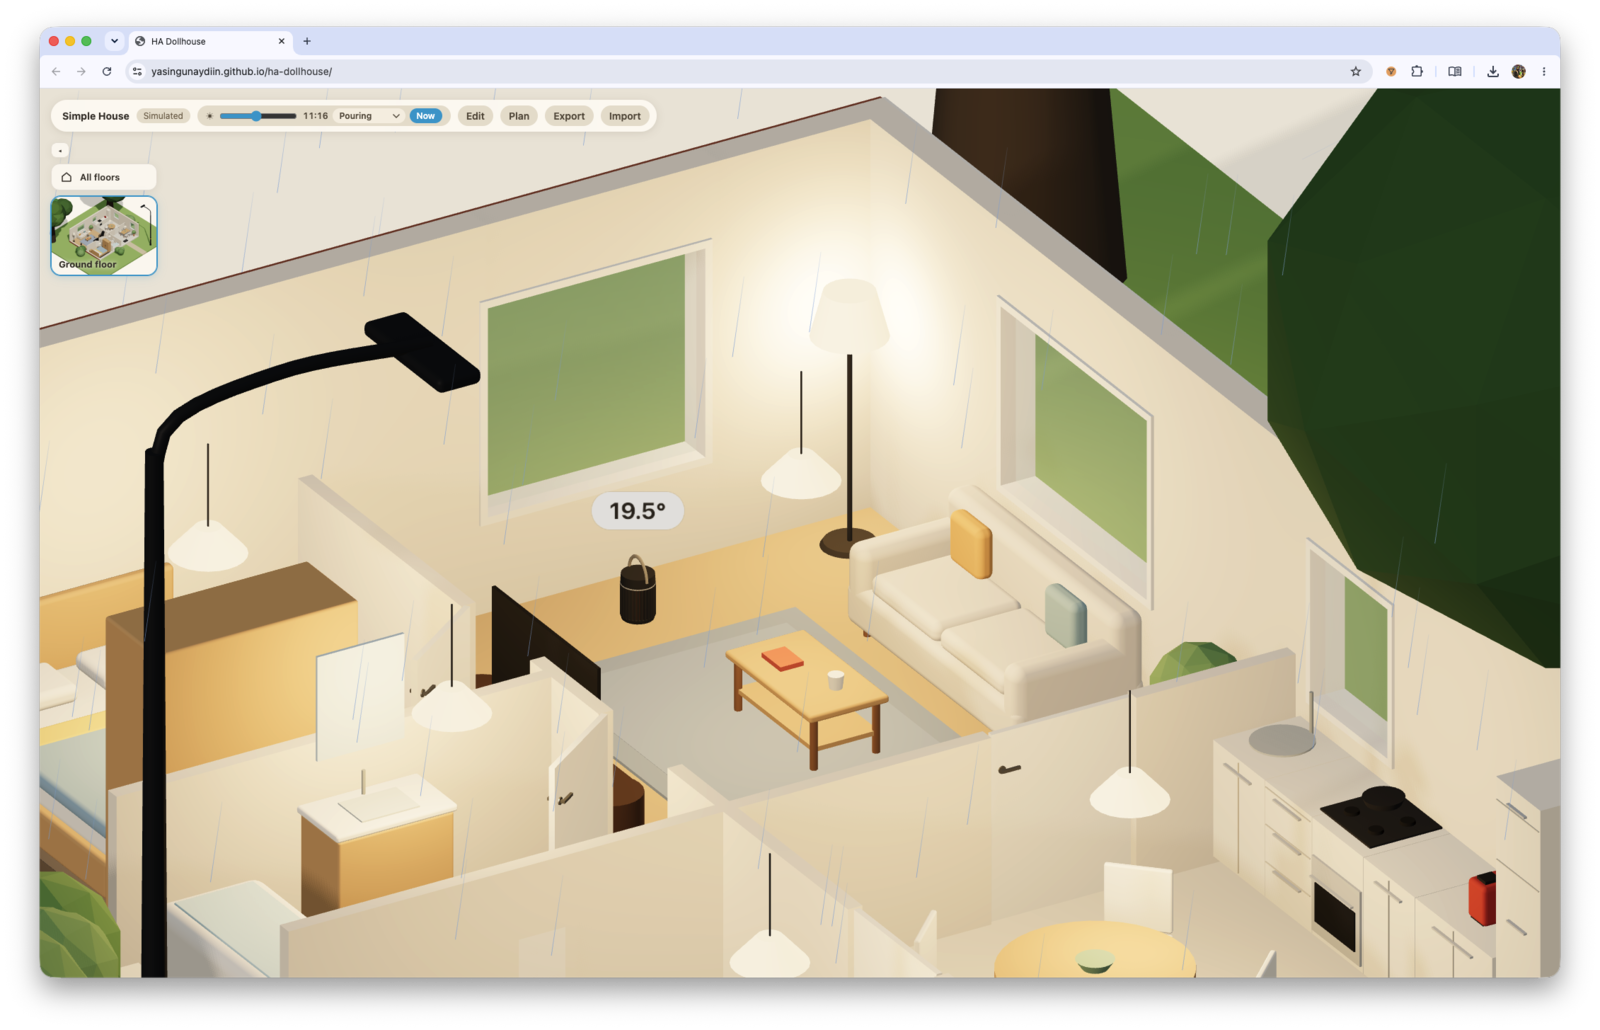 HA Dollhouse
yasingunaydiin.github.io/ha-dollhouse/
Simple House Simulated 11:16 Pouring Now Edit Plan Export Import
All floors
Ground floor
19.5°